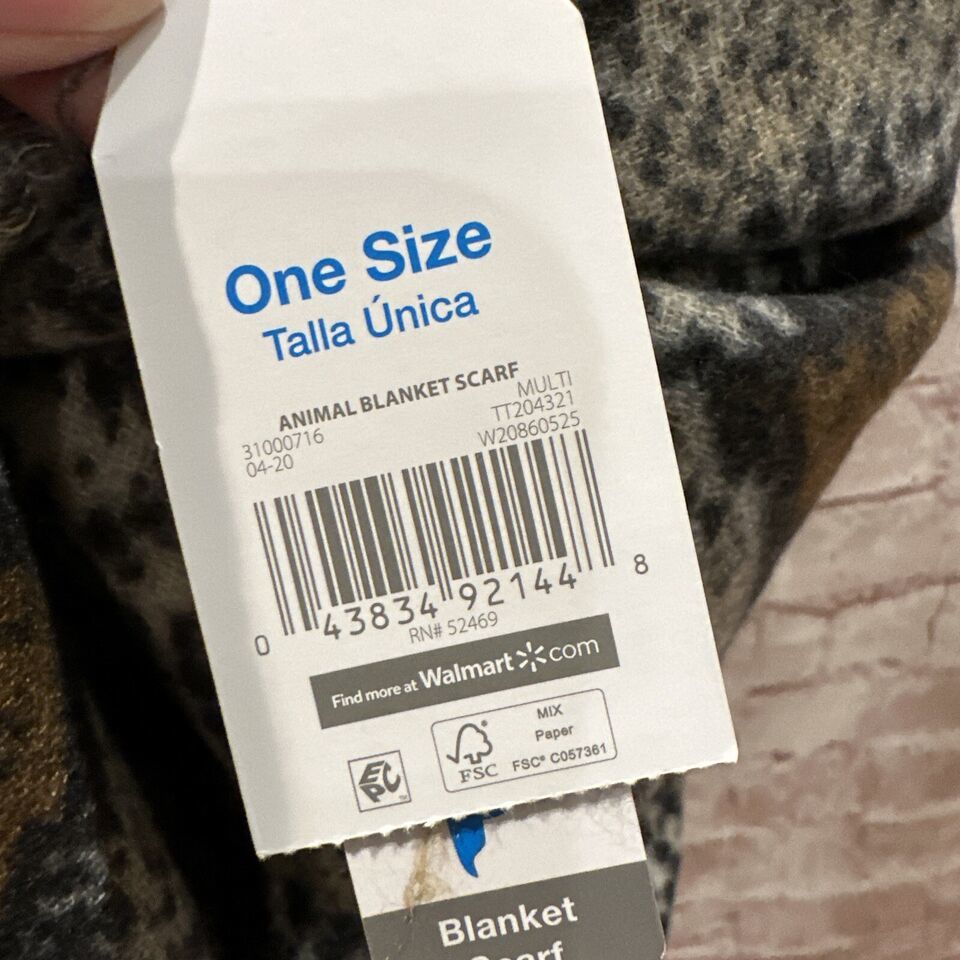 One Size
Talla Única
ANIMAL BLANKET SCARF
31000716 MULTI
04-20 TT204321
W20860525
0 43834 92144 8
RN# 52469
Find more at Walmart.com
EPC
FSC®
MIX
Paper
FSC® C057361
Blanket
Scarf